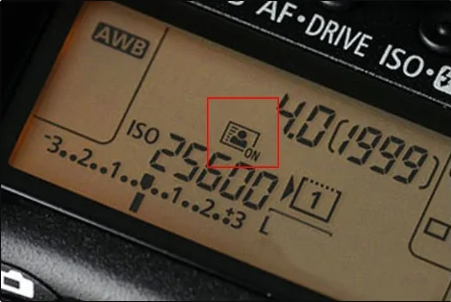 AF•DRIVE ISO•
AWB
4.0(1999)
ON
ISO 25600 1
-3..2..1..▼..1..2..+3 L